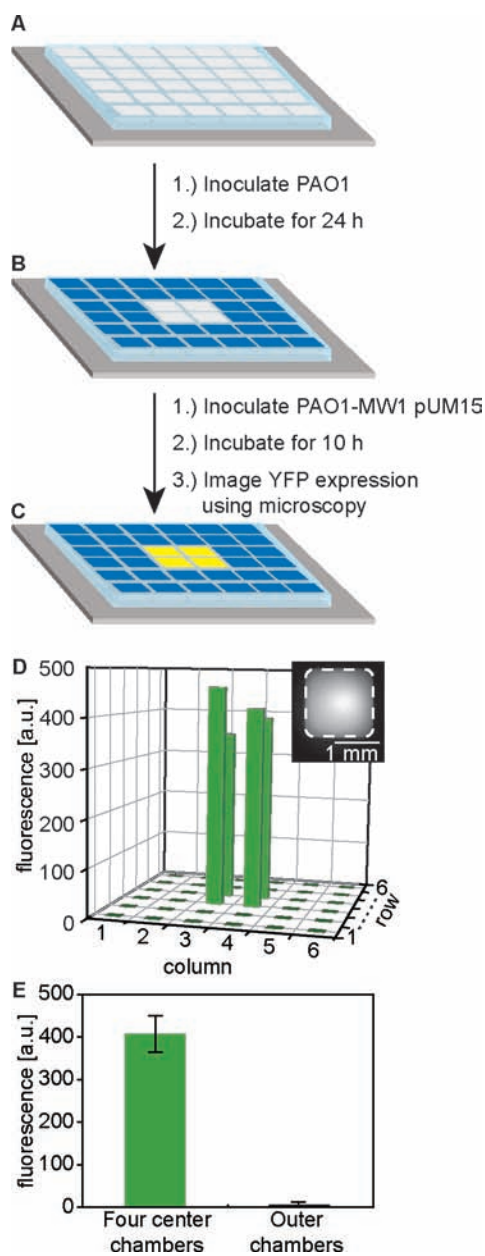 A
1.) Inoculate PAO1
2.) Incubate for 24 h
B
1.) Inoculate PAO1-MW1 pUM15
2.) Incubate for 10 h
3.) Image YFP expression
using microscopy
C
D
500
400
300
200
100
0
fluorescence [a.u.]
1 mm
1 2 3 4 5 6
column
1 6
row
E
500
400
300
200
100
0
fluorescence [a.u.]
Four center
chambers
Outer
chambers